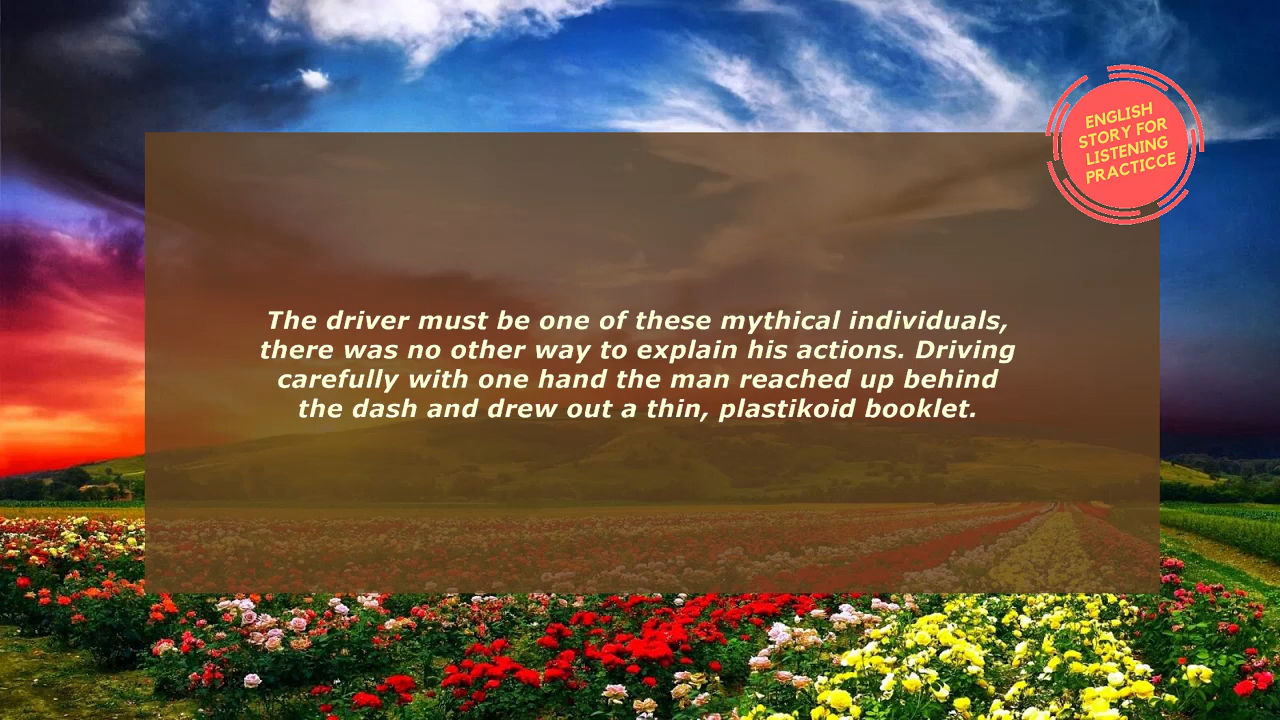 ENGLISH
STORY FOR
LISTENING
PRACTICCE
The driver must be one of these mythical individuals,
there was no other way to explain his actions. Driving
carefully with one hand the man reached up behind
the dash and drew out a thin, plastikoid booklet.